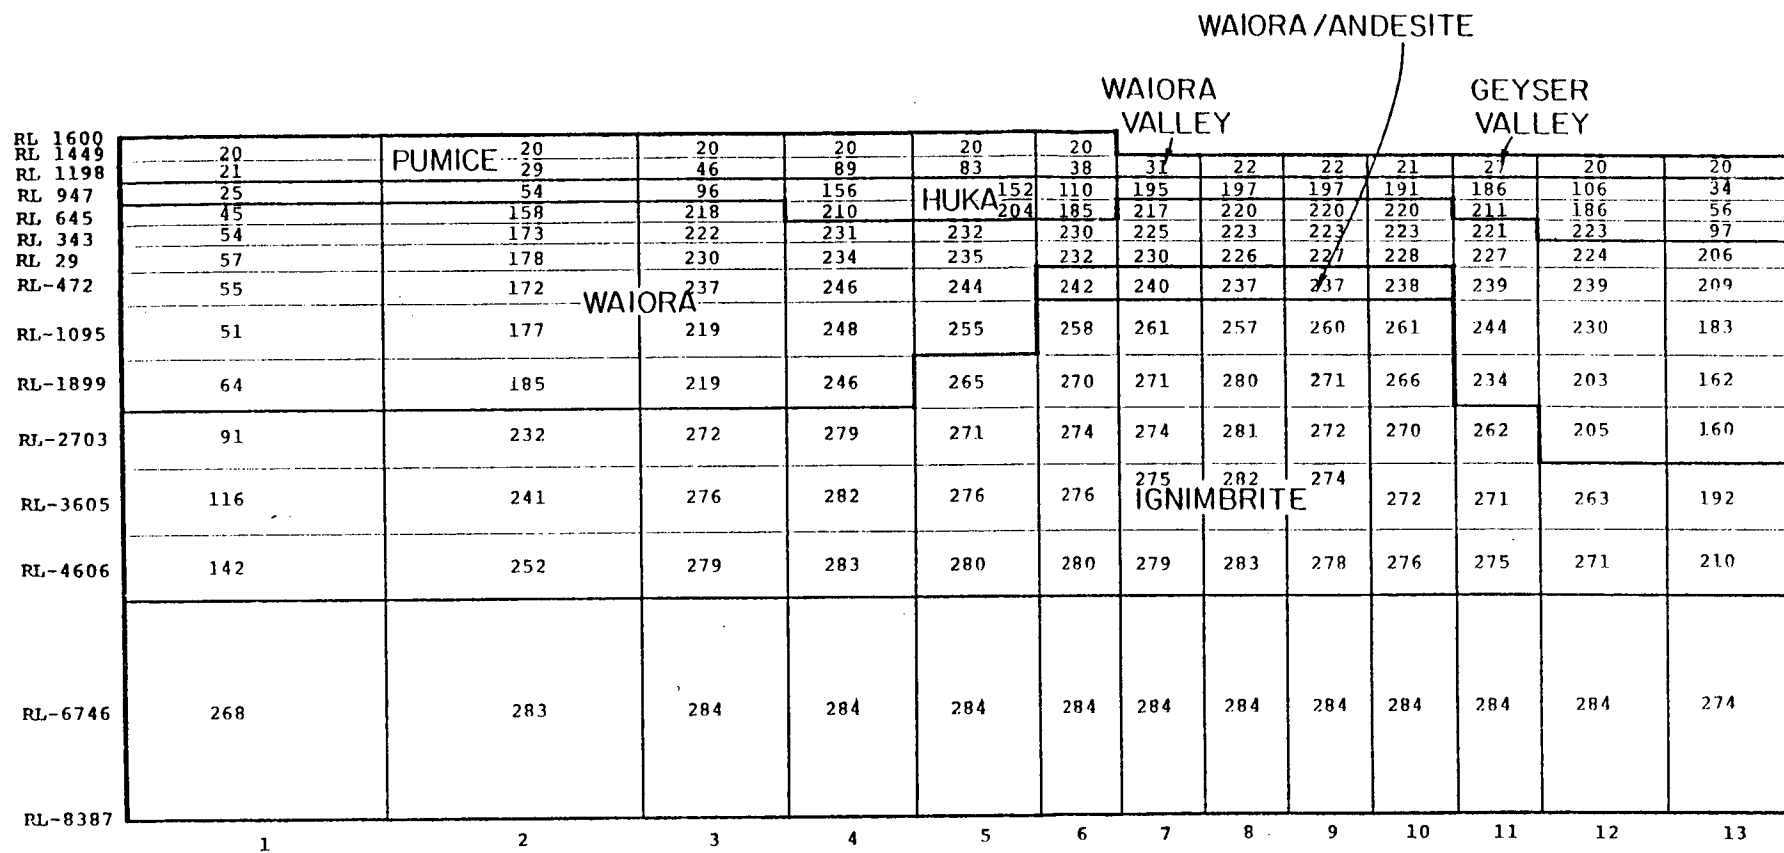 WAIORA/ANDESITE
WAIORA VALLEY
GEYSER VALLEY
RL 1600
RL 1449 20 20 20 20 20 20
PUMICE
RL 1198 21 29 46 89 83 38 31 22 22 21 27 20 20
RL 947 25 54 96 156 152 110 195 197 197 191 186 106 34
HUKA
RL 645 45 158 218 210 204 185 217 220 220 220 211 186 56
RL 343 54 173 222 231 232 230 225 223 223 223 221 223 97
RL 29 57 178 230 234 235 232 230 226 227 228 227 224 206
RL-472 55 172 237 246 244 242 240 237 237 238 239 239 209
WAIORA
RL-1095 51 177 219 248 255 258 261 257 260 261 244 230 183
RL-1899 64 185 219 246 265 270 271 280 271 266 234 203 162
RL-2703 91 232 272 279 271 274 274 281 272 270 262 205 160
275 282 274
RL-3605 116 241 276 282 276 276 IGNIMBRITE 272 271 263 192
RL-4606 142 252 279 283 280 280 279 283 278 276 275 271 210
RL-6746 268 283 284 284 284 284 284 284 284 284 284 284 274
RL-8387
1 2 3 4 5 6 7 8 9 10 11 12 13